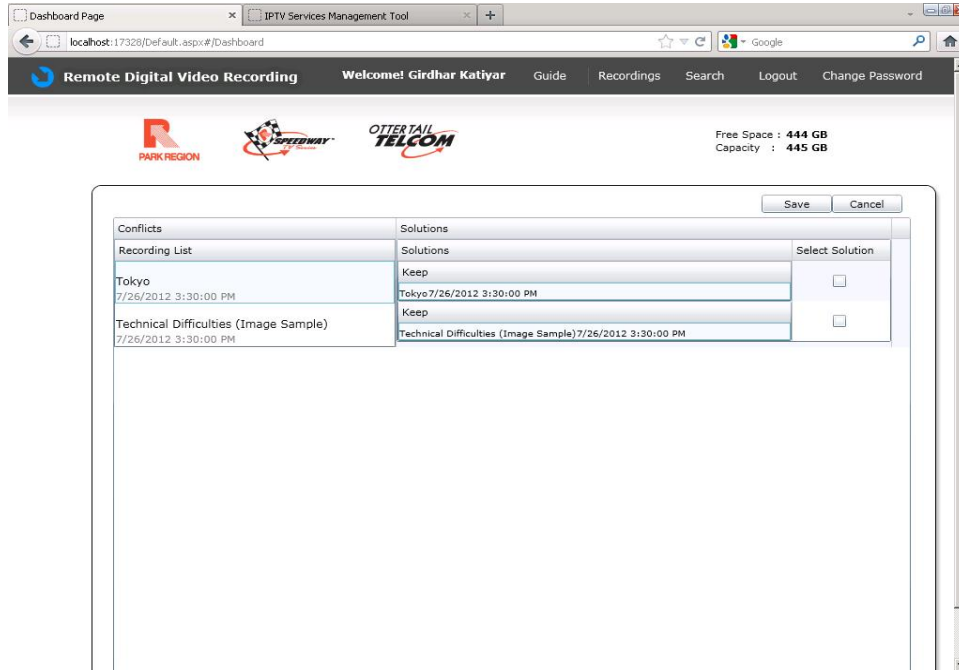 Dashboard Page
IPTV Services Management Tool
localhost:17328/Default.aspx#/Dashboard
Google
Remote Digital Video Recording
Welcome! Girdhar Katiyar
Guide
Recordings
Search
Logout
Change Password
PARK REGION
SPEEDWAY
TV Service
OTTER TAIL
TELCOM
Free Space : 444 GB
Capacity : 445 GB
Save
Cancel
Conflicts
Solutions
Recording List
Solutions
Select Solution
Tokyo
7/26/2012 3:30:00 PM
Keep
Tokyo7/26/2012 3:30:00 PM
Technical Difficulties (Image Sample)
7/26/2012 3:30:00 PM
Keep
Technical Difficulties (Image Sample)7/26/2012 3:30:00 PM